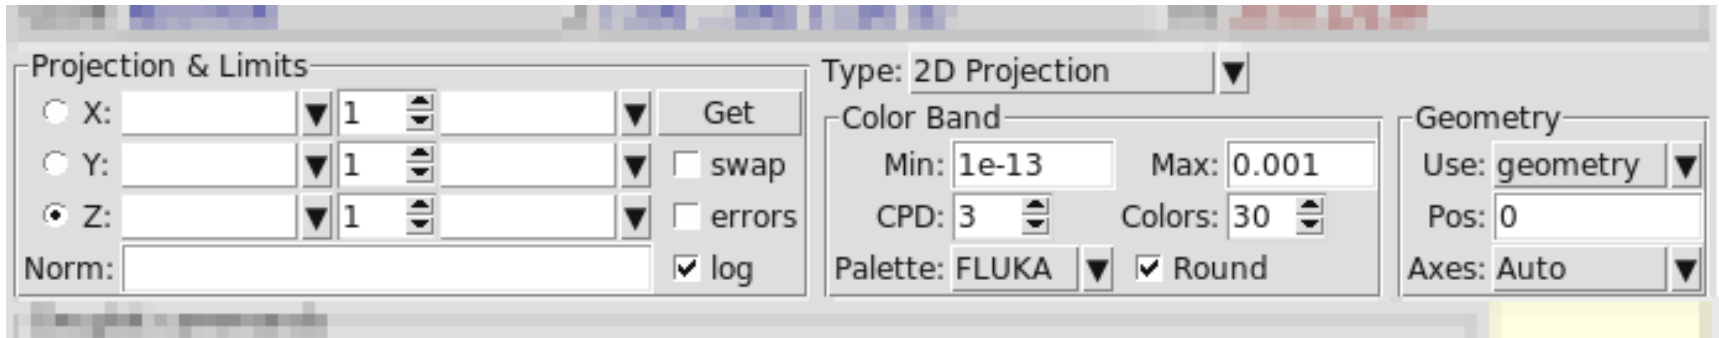 Projection & Limits
X: 1 Get
Y: 1 swap
Z: 1 errors
Norm: log
Type: 2D Projection
Color Band
Min: 1e-13 Max: 0.001
CPD: 3 Colors: 30
Palette: FLUKA Round
Geometry
Use: geometry
Pos: 0
Axes: Auto